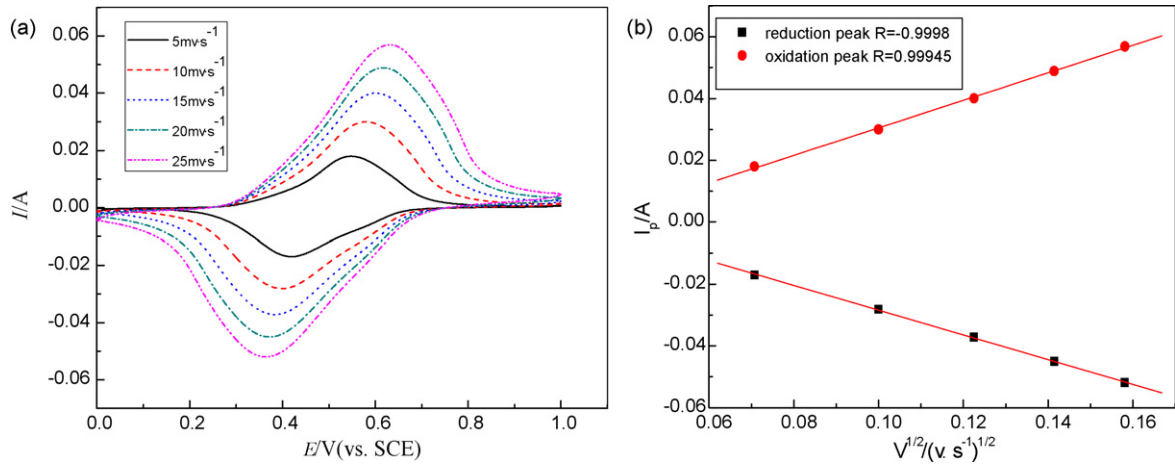 (a)
5mv·s⁻¹
10mv·s⁻¹
15mv·s⁻¹
20mv·s⁻¹
25mv·s⁻¹
0.06
0.04
0.02
0.00
-0.02
-0.04
-0.06
I/A
0.0 0.2 0.4 0.6 0.8 1.0
E/V(vs. SCE)
(b)
reduction peak R=-0.9998
oxidation peak R=0.99945
0.06
0.04
0.02
0.00
-0.02
-0.04
-0.06
Iₚ/A
0.06 0.08 0.10 0.12 0.14 0.16
V^1/2/(v. s⁻¹)^1/2